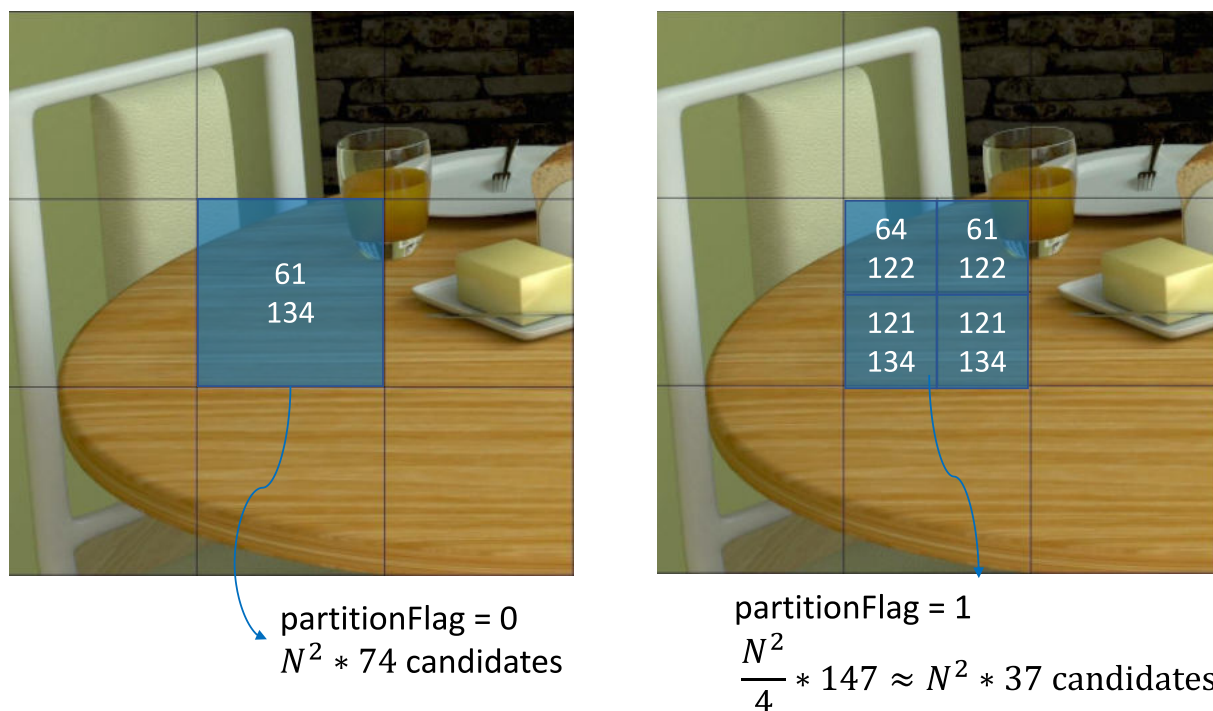 61
134
partitionFlag = 0
N² * 74 candidates
64 61
122 122
121 121
134 134
partitionFlag = 1
N²/4 * 147 ≈ N² * 37 candidates